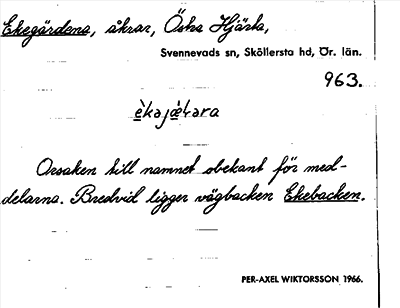 Ekegärdena, åkrar, Östra Hjärta,
Svennevads sn, Sköllersta hd, Ör. län.
963.
Orsaken till namnet obekant för med-
delarna. Bredvid ligger vägbacken Ekebacken.
PER-AXEL WIKTORSSON 1966.